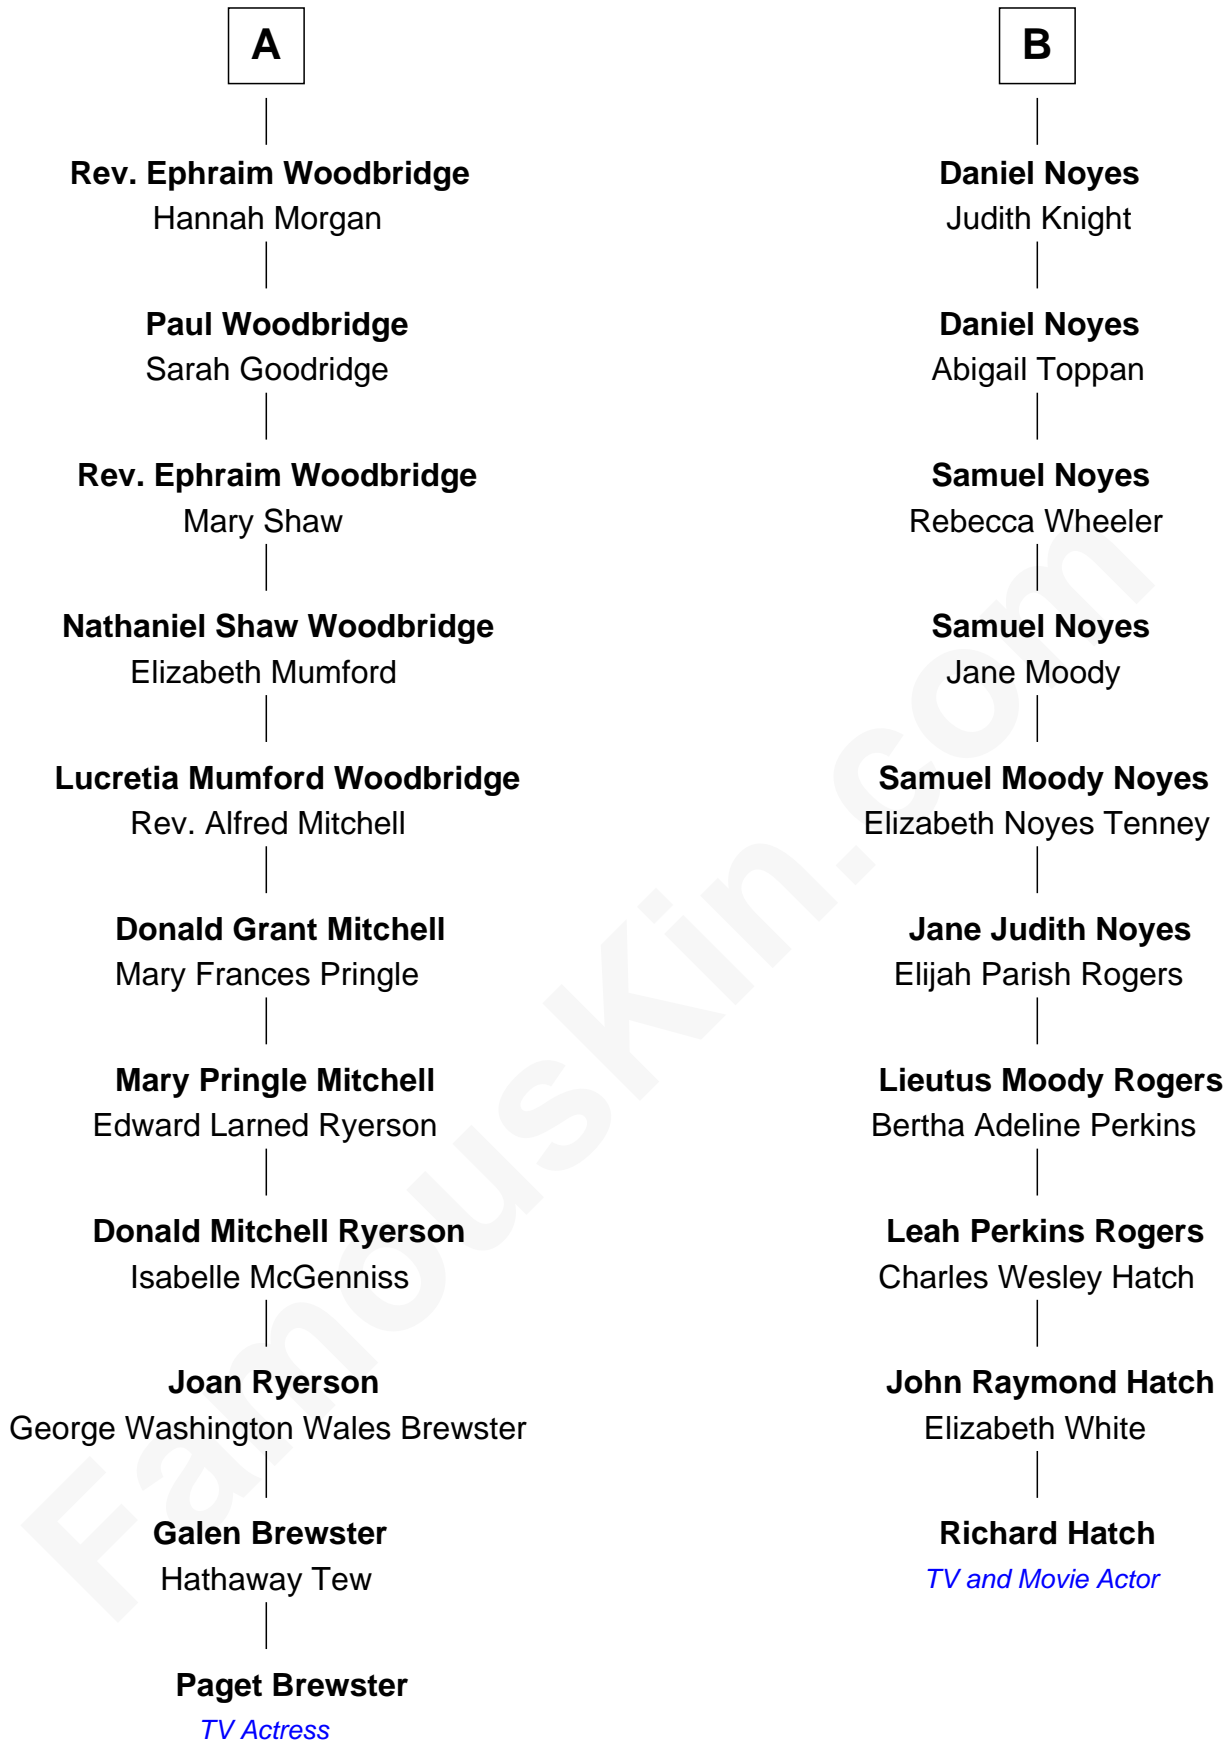 A
Rev. Ephraim Woodbridge
Hannah Morgan
Paul Woodbridge
Sarah Goodridge
Rev. Ephraim Woodbridge
Mary Shaw
Nathaniel Shaw Woodbridge
Elizabeth Mumford
Lucretia Mumford Woodbridge
Rev. Alfred Mitchell
Donald Grant Mitchell
Mary Frances Pringle
Mary Pringle Mitchell
Edward Larned Ryerson
Donald Mitchell Ryerson
Isabelle McGenniss
Joan Ryerson
George Washington Wales Brewster
Galen Brewster
Hathaway Tew
Paget Brewster
TV Actress
B
Daniel Noyes
Judith Knight
Daniel Noyes
Abigail Toppan
Samuel Noyes
Rebecca Wheeler
Samuel Noyes
Jane Moody
Samuel Moody Noyes
Elizabeth Noyes Tenney
Jane Judith Noyes
Elijah Parish Rogers
Lieutus Moody Rogers
Bertha Adeline Perkins
Leah Perkins Rogers
Charles Wesley Hatch
John Raymond Hatch
Elizabeth White
Richard Hatch
TV and Movie Actor
FamousKin.com